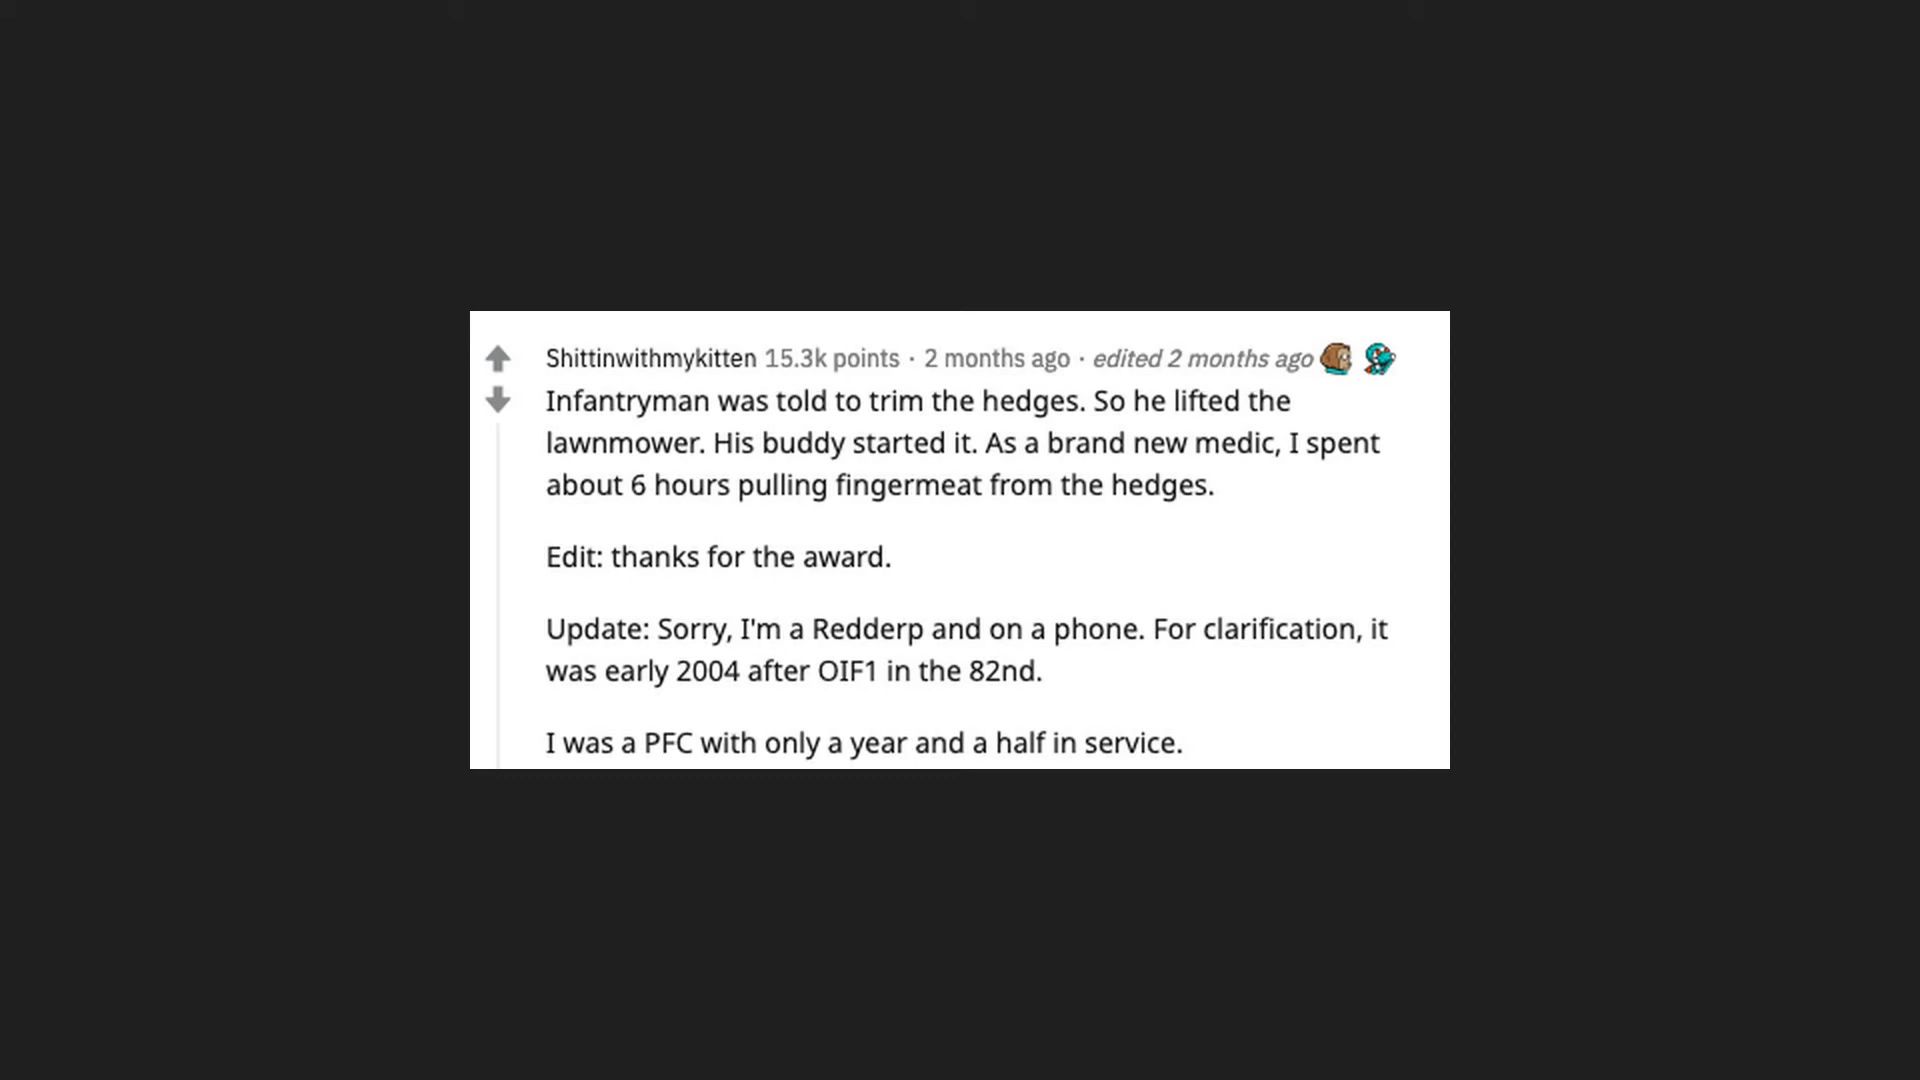 Shittinwithmykitten 15.3k points · 2 months ago · edited 2 months ago
Infantryman was told to trim the hedges. So he lifted the
lawnmower. His buddy started it. As a brand new medic, I spent
about 6 hours pulling fingermeat from the hedges.
Edit: thanks for the award.
Update: Sorry, I'm a Redderp and on a phone. For clarification, it
was early 2004 after OIF1 in the 82nd.
I was a PFC with only a year and a half in service.